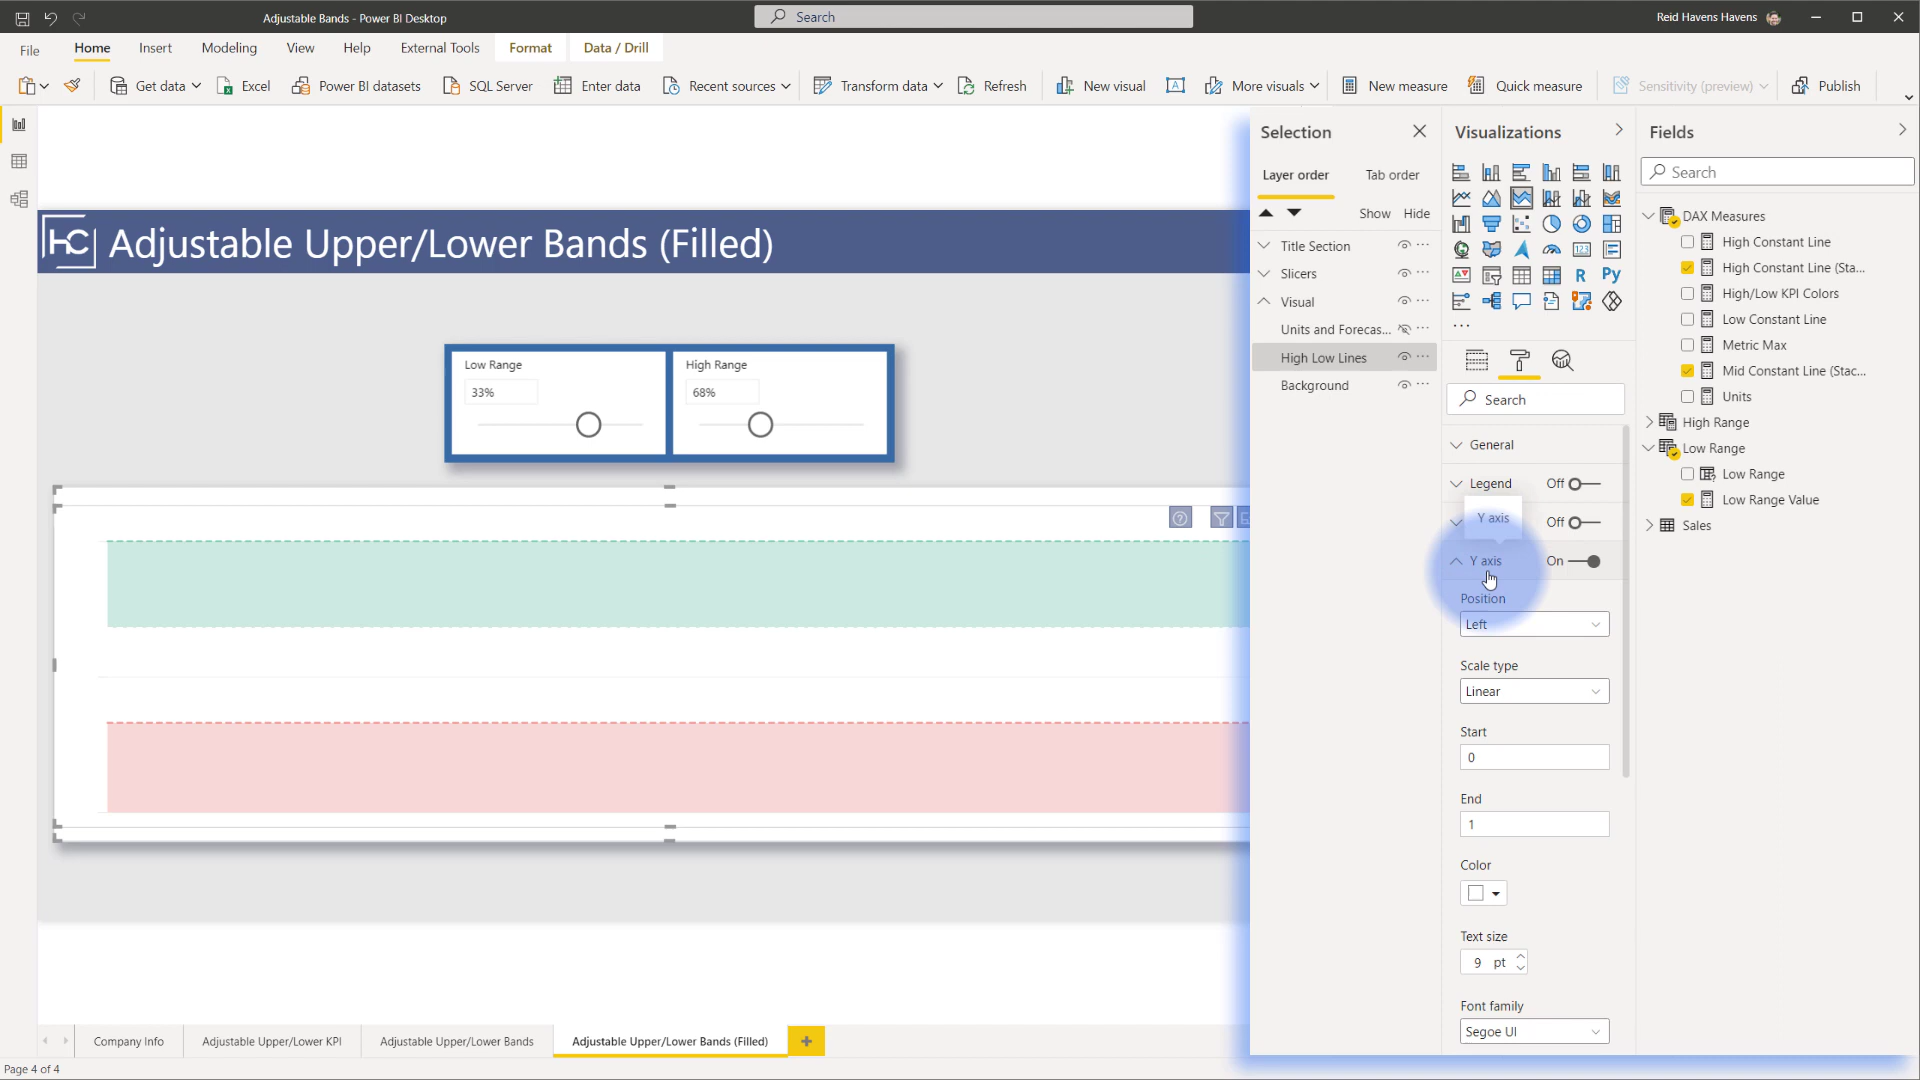 Adjustable Bands - Power BI Desktop
Search
Reid Havens Havens
File
Home
Insert
Modeling
View
Help
External Tools
Format
Data / Drill
Get data
Excel
Power BI datasets
SQL Server
Enter data
Recent sources
Transform data
Refresh
New visual
More visuals
New measure
Quick measure
Sensitivity (preview)
Publish
HC
Adjustable Upper/Lower Bands (Filled)
Low Range
33%
High Range
68%
Selection
Layer order
Tab order
Show
Hide
Title Section
Slicers
Visual
Units and Forecas...
High Low Lines
Background
Visualizations
123
R
Py
Search
General
Legend
Off
Y axis
Off
Y axis
On
Position
Left
Scale type
Linear
Start
0
End
1
Color
Text size
9 pt
Font family
Segoe UI
Fields
Search
DAX Measures
High Constant Line
High Constant Line (Sta...
High/Low KPI Colors
Low Constant Line
Metric Max
Mid Constant Line (Stac...
Units
High Range
Low Range
Low Range
Low Range Value
Sales
Company Info
Adjustable Upper/Lower KPI
Adjustable Upper/Lower Bands
Adjustable Upper/Lower Bands (Filled)
Page 4 of 4